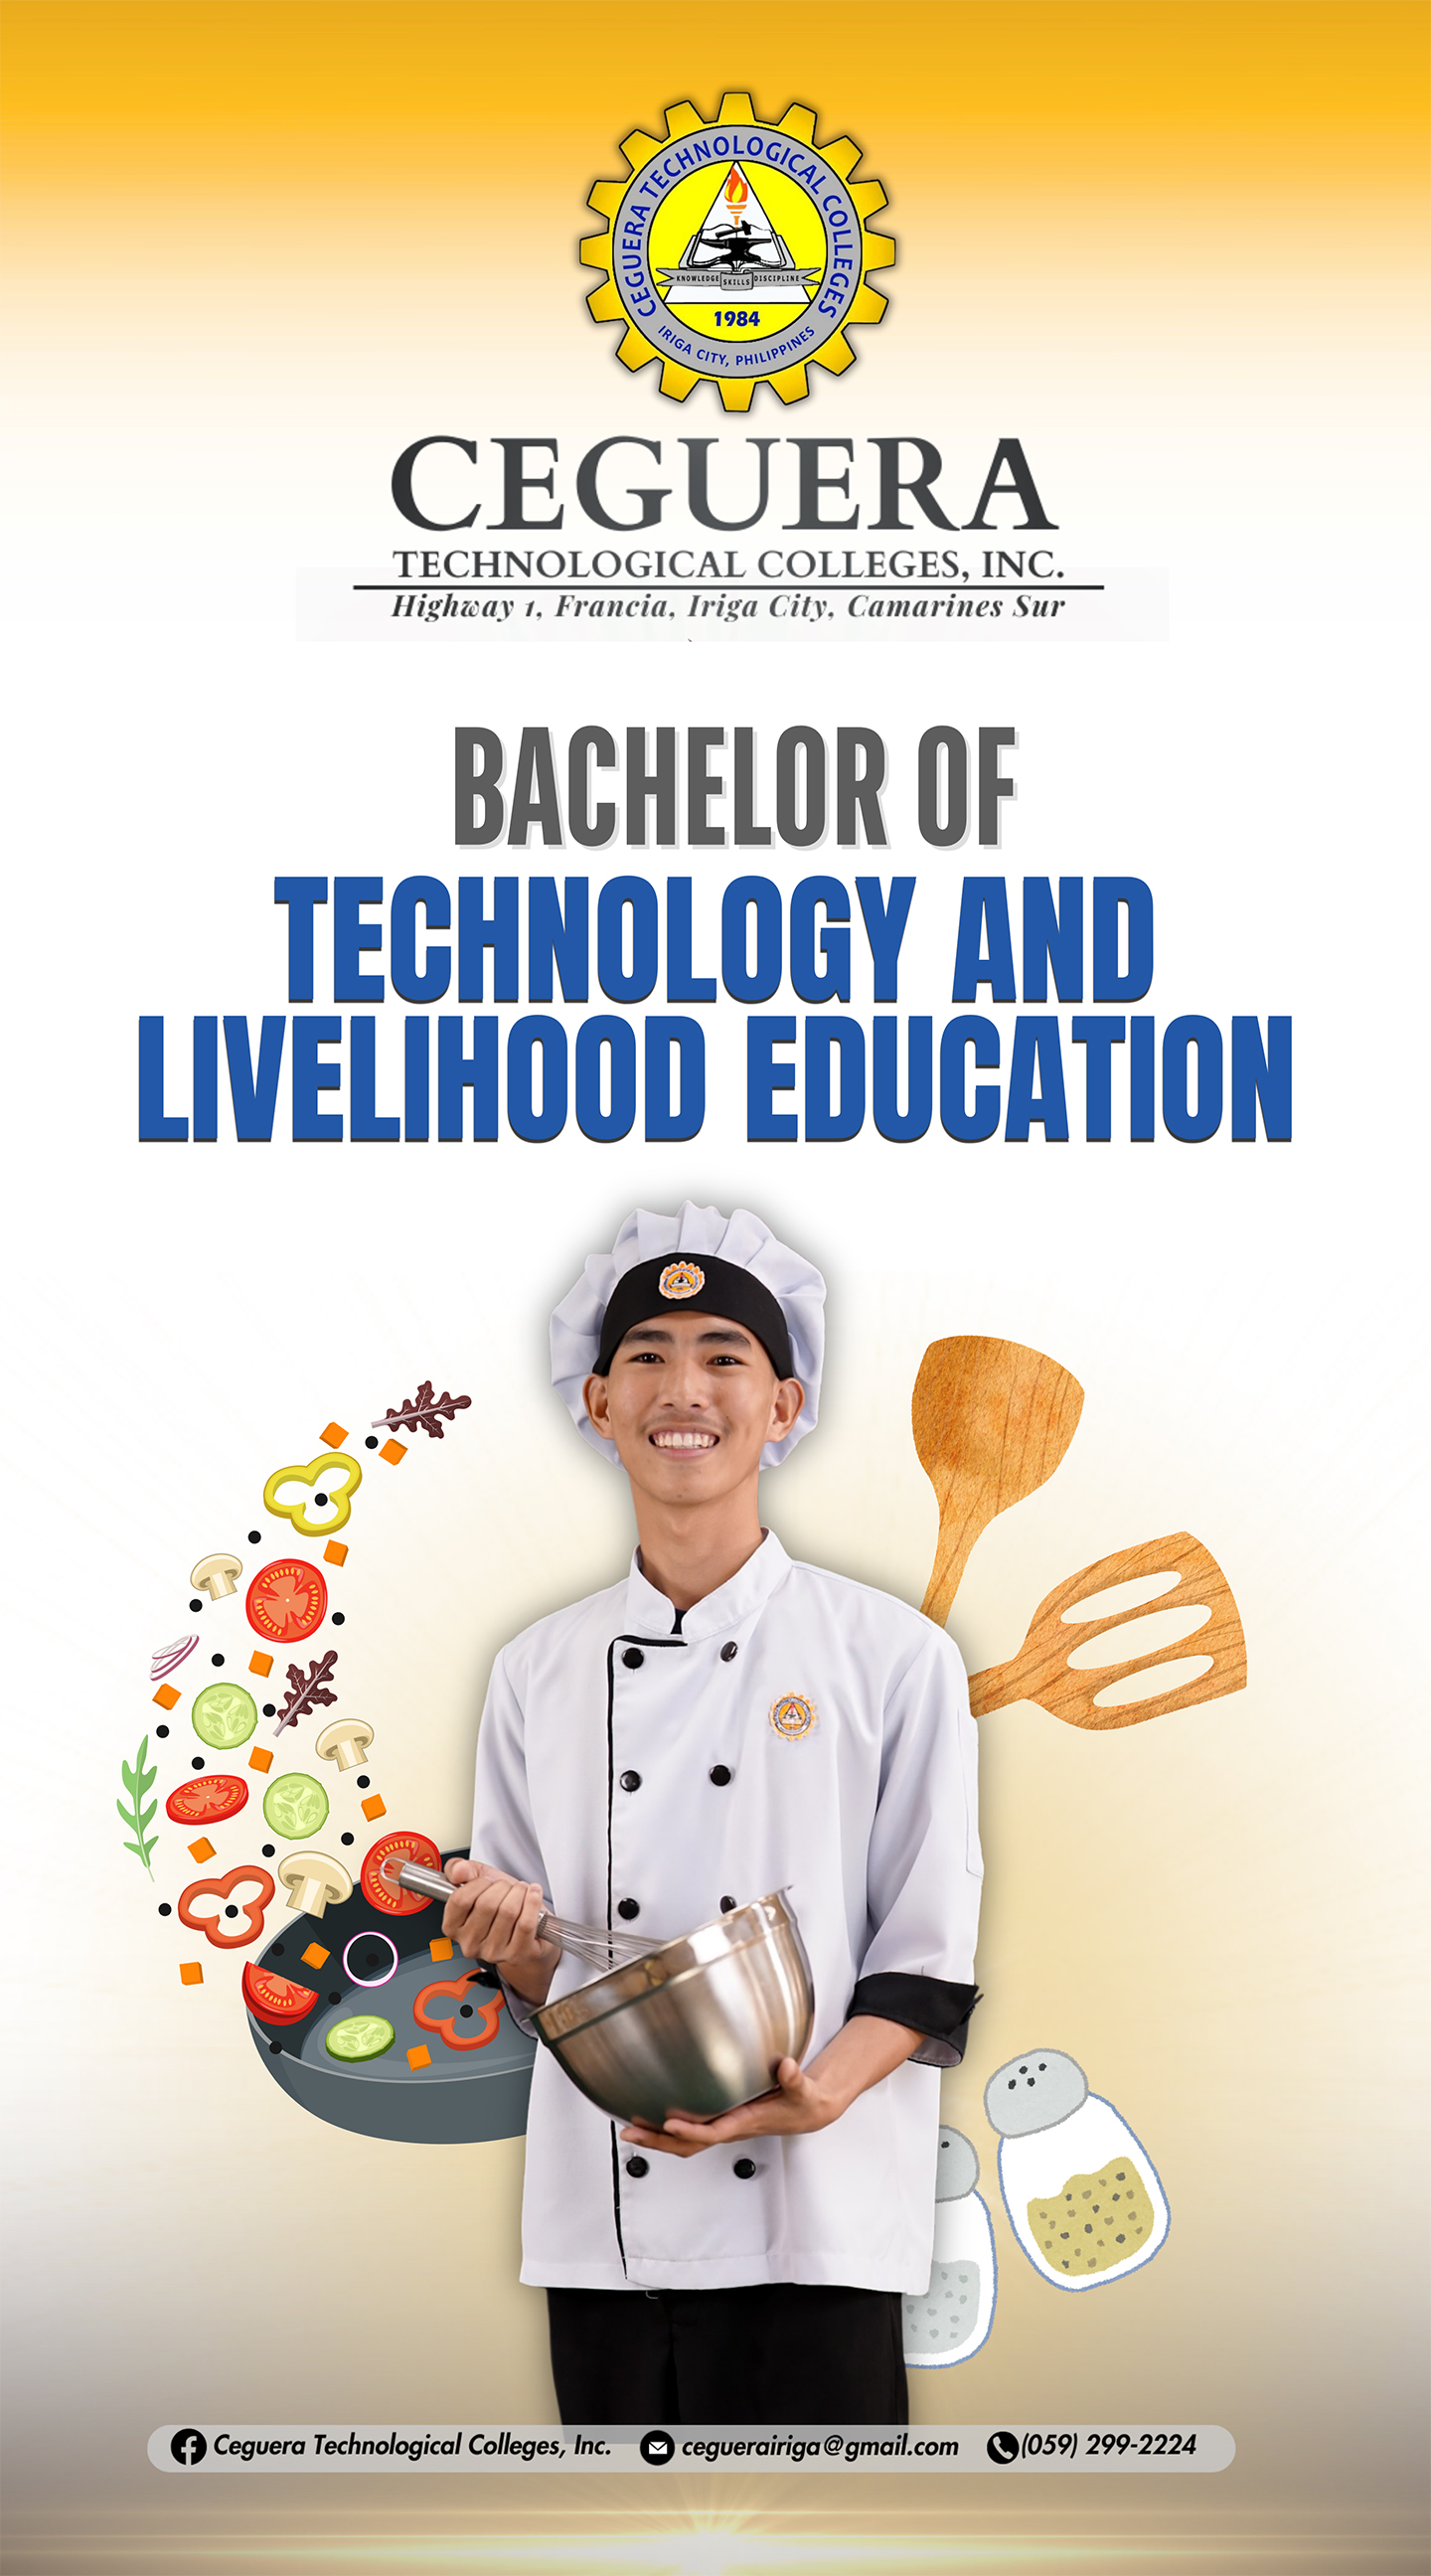 CEGUERA TECHNOLOGICAL COLLEGES
KNOWLEDGE SKILLS DISCIPLINE
1984
IRIGA CITY, PHILIPPINES
CEGUERA
TECHNOLOGICAL COLLEGES, INC.
Highway 1, Francia, Iriga City, Camarines Sur
BACHELOR OF
TECHNOLOGY AND
LIVELIHOOD EDUCATION
Ceguera Technological Colleges, Inc. ceguerairiga@gmail.com (059) 299-2224